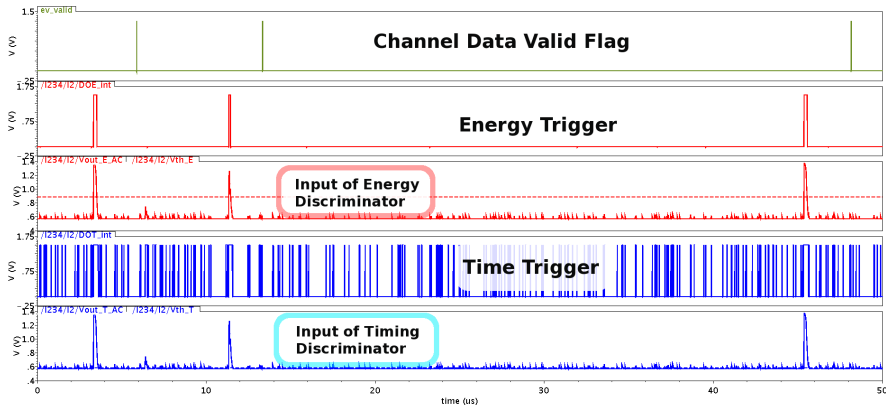 ev_valid
1.5
V (V)
-.25
Channel Data Valid Flag
/I234/I2/DOE_int
1.75
.75
V (V)
-.25
Energy Trigger
/I234/I2/Vout_E_AC /I234/I2/Vth_E
1.4
1.2
1.0
.8
.6
.4
V (V)
Input of Energy
Discriminator
/I234/I2/DOT_int
1.75
.75
V (V)
-.25
Time Trigger
/I234/I2/Vout_T_AC /I234/I2/Vth_T
1.4
1.2
1.0
.8
.6
.4
V (V)
Input of Timing
Discriminator
0 10 20 30 40 50
time (us)